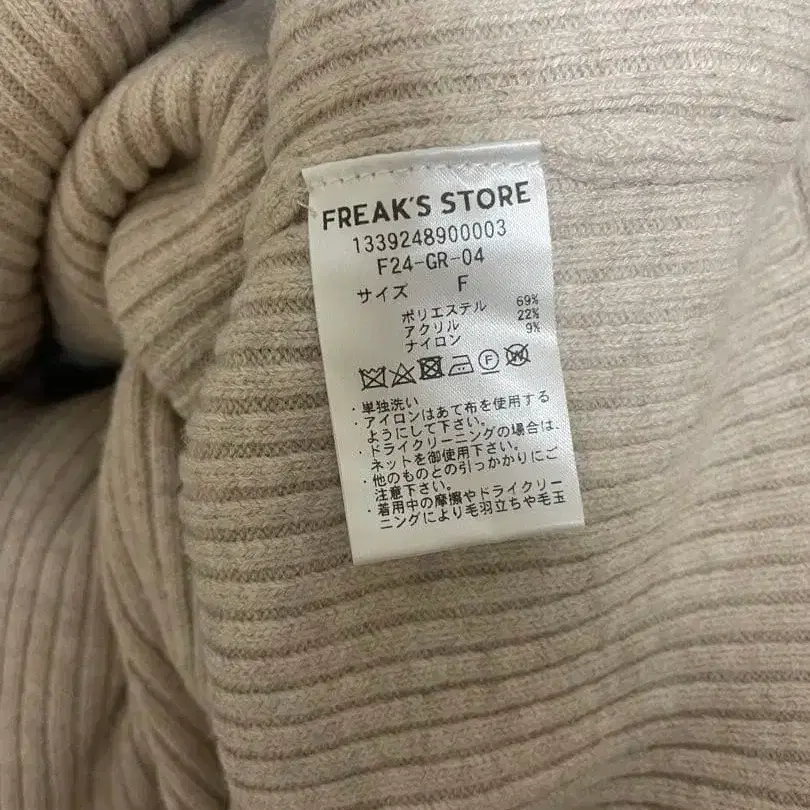 FREAK'S STORE
1339248900003
F24-GR-04
サイズ F
ポリエステル 69%
アクリル 22%
ナイロン 9%
F W
・単独洗い
・アイロンはあて布を使用する
ようにして下さい。
・ドライクリーニングの場合は、
ネットを御使用下さい。
・他のものとの引っかかりにご
注意下さい。
・着用中の摩擦やドライクリー
ニングにより毛羽立ちや毛玉